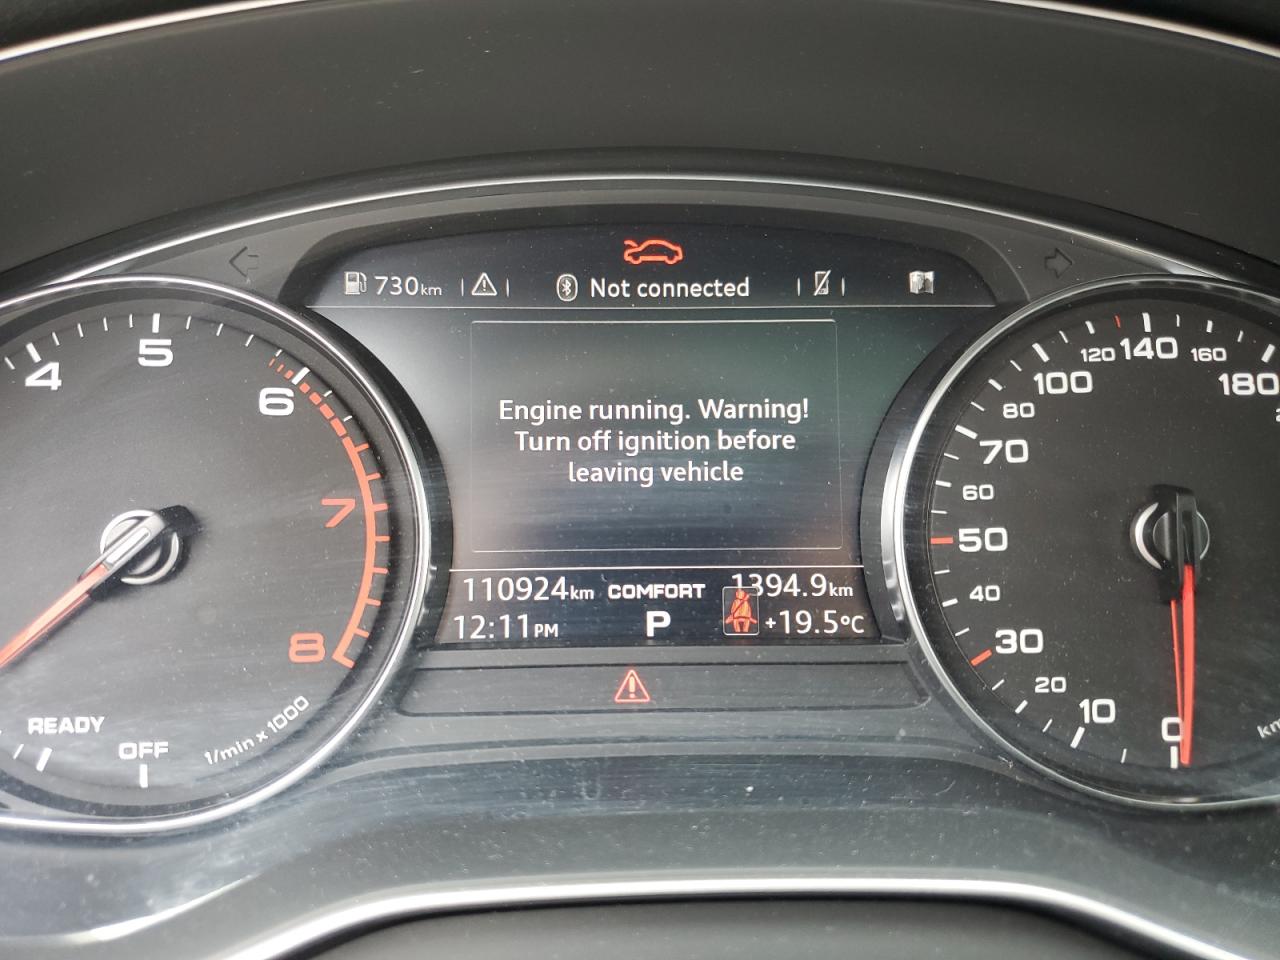 730km
Not connected
Engine running. Warning!
Turn off ignition before
leaving vehicle
110924km COMFORT 1394.9km
12:11PM P +19.5°C
4
5
6
7
8
READY
OFF
1/min x 1000
0
10
20
30
40
50
60
70
80
100
120
140
160
180